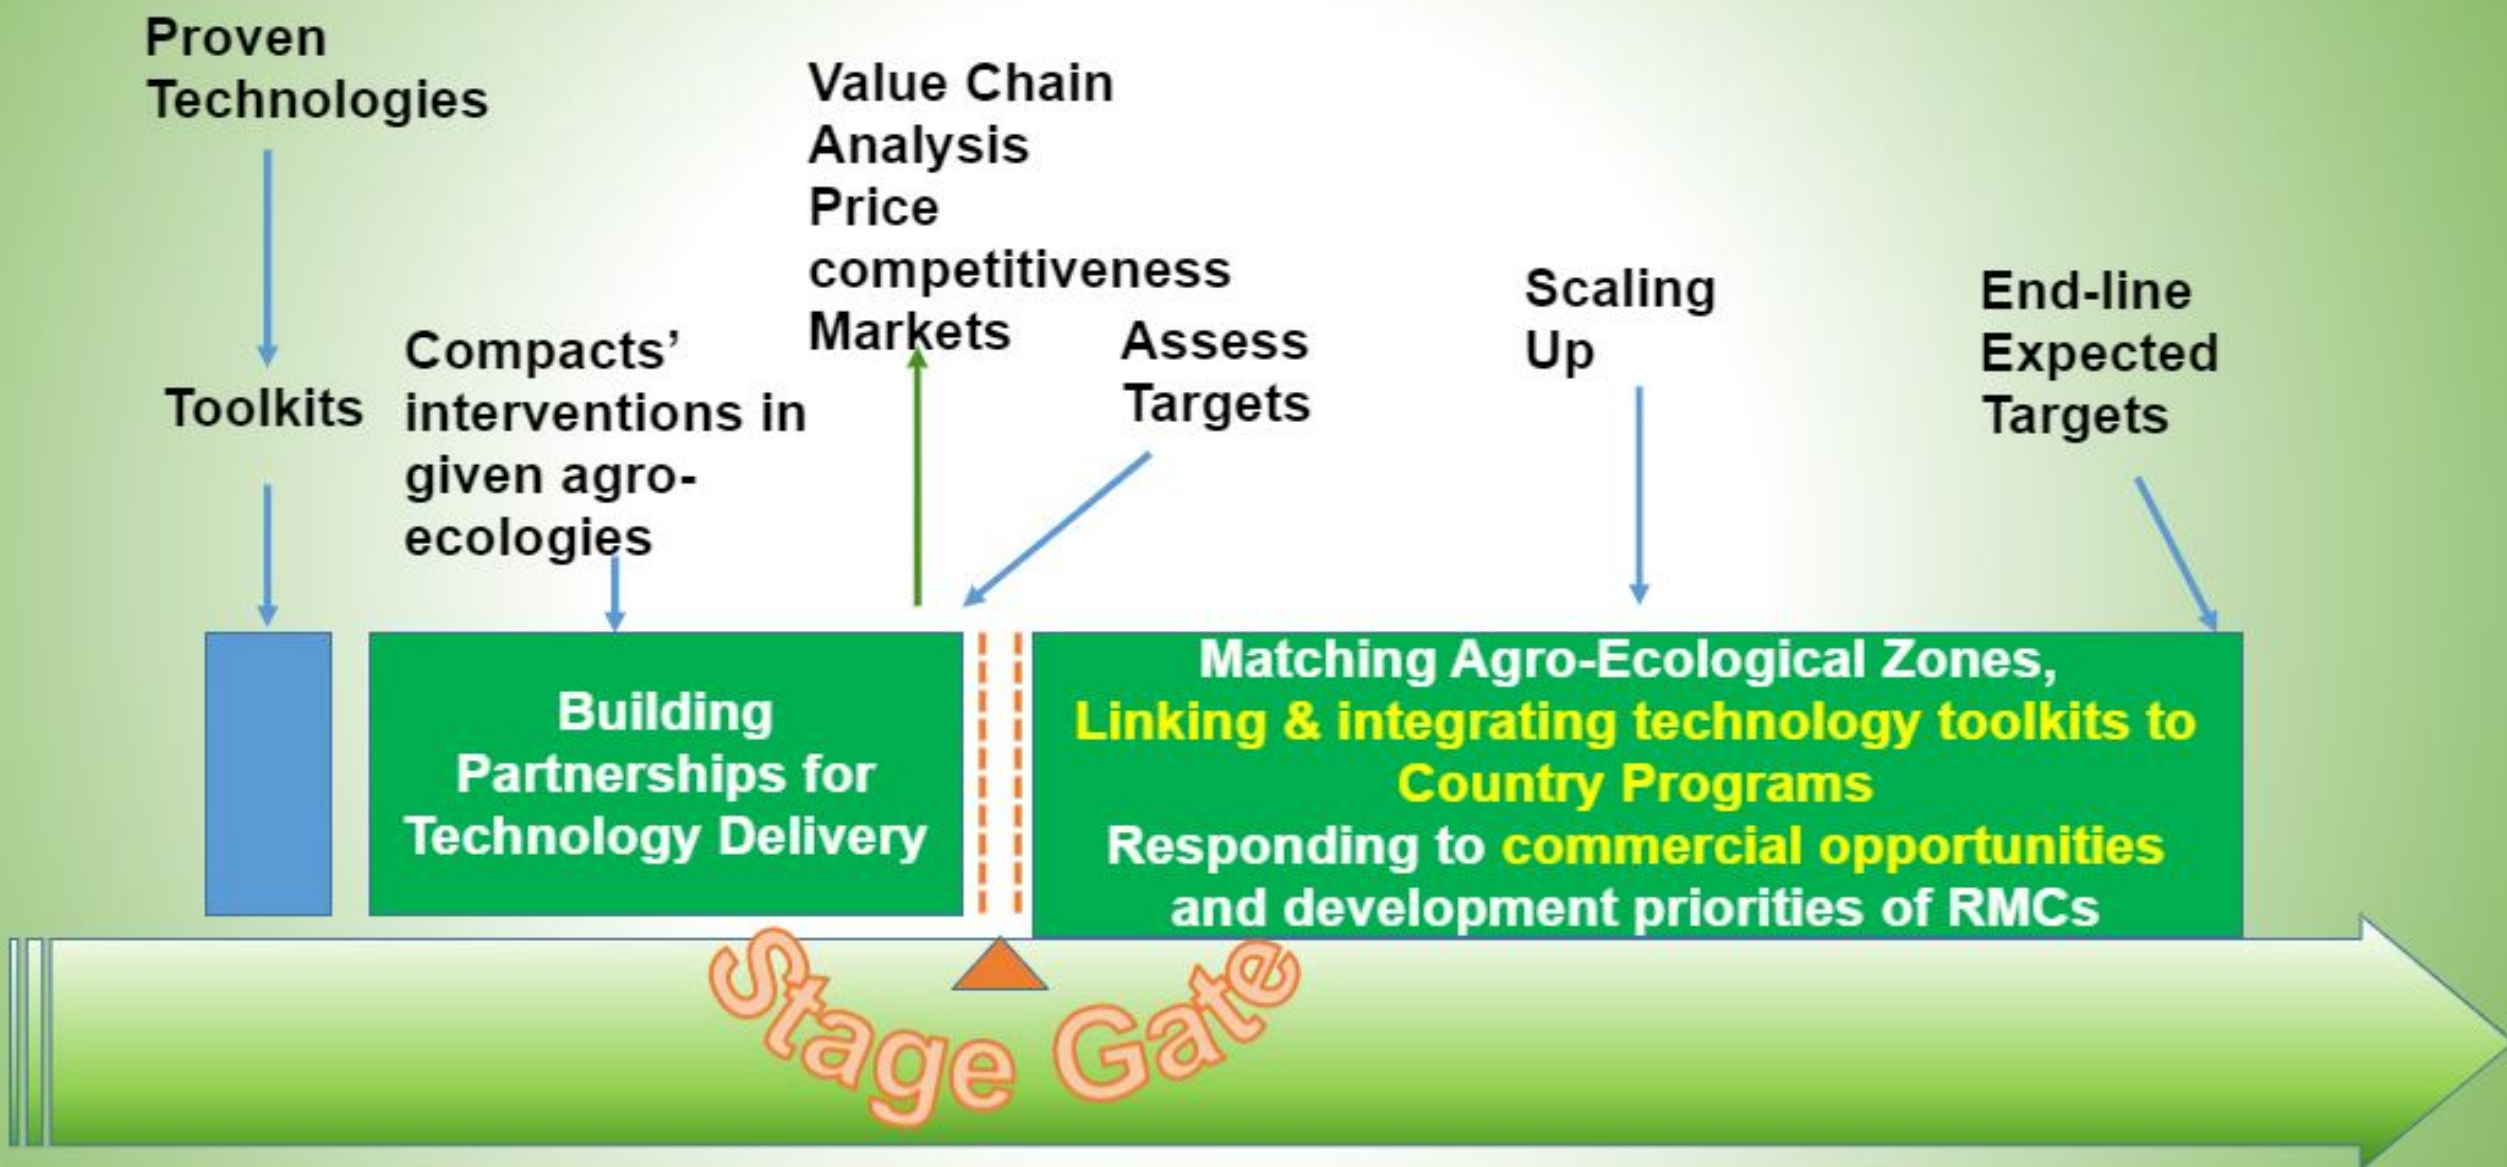 Proven
Technologies
Toolkits
Compacts’
interventions in
given agro-
ecologies
Value Chain
Analysis
Price
competitiveness
Markets
Assess
Targets
Scaling
Up
End-line
Expected
Targets
Building
Partnerships for
Technology Delivery
Matching Agro-Ecological Zones,
Linking & integrating technology toolkits to
Country Programs
Responding to commercial opportunities
and development priorities of RMCs
Stage Gate